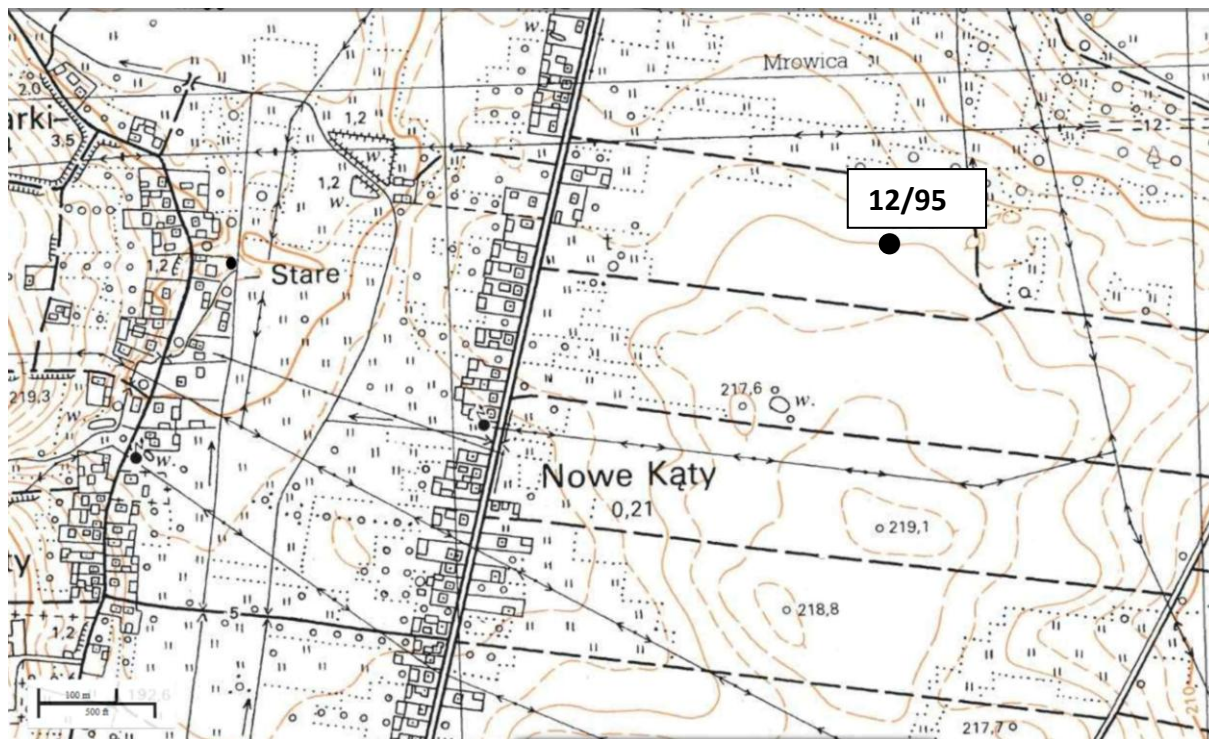 w.
Mrowica
2.0
arki-
3.5
1,2
w.
12
1,2
w.
12/95
t
1,2
Stare
217,6
w.
219,3
w.
w
Nowe Kąty
0,21
219,1
ty
218,8
5
1,2
100 m
192,6
500 ft
210
217,7